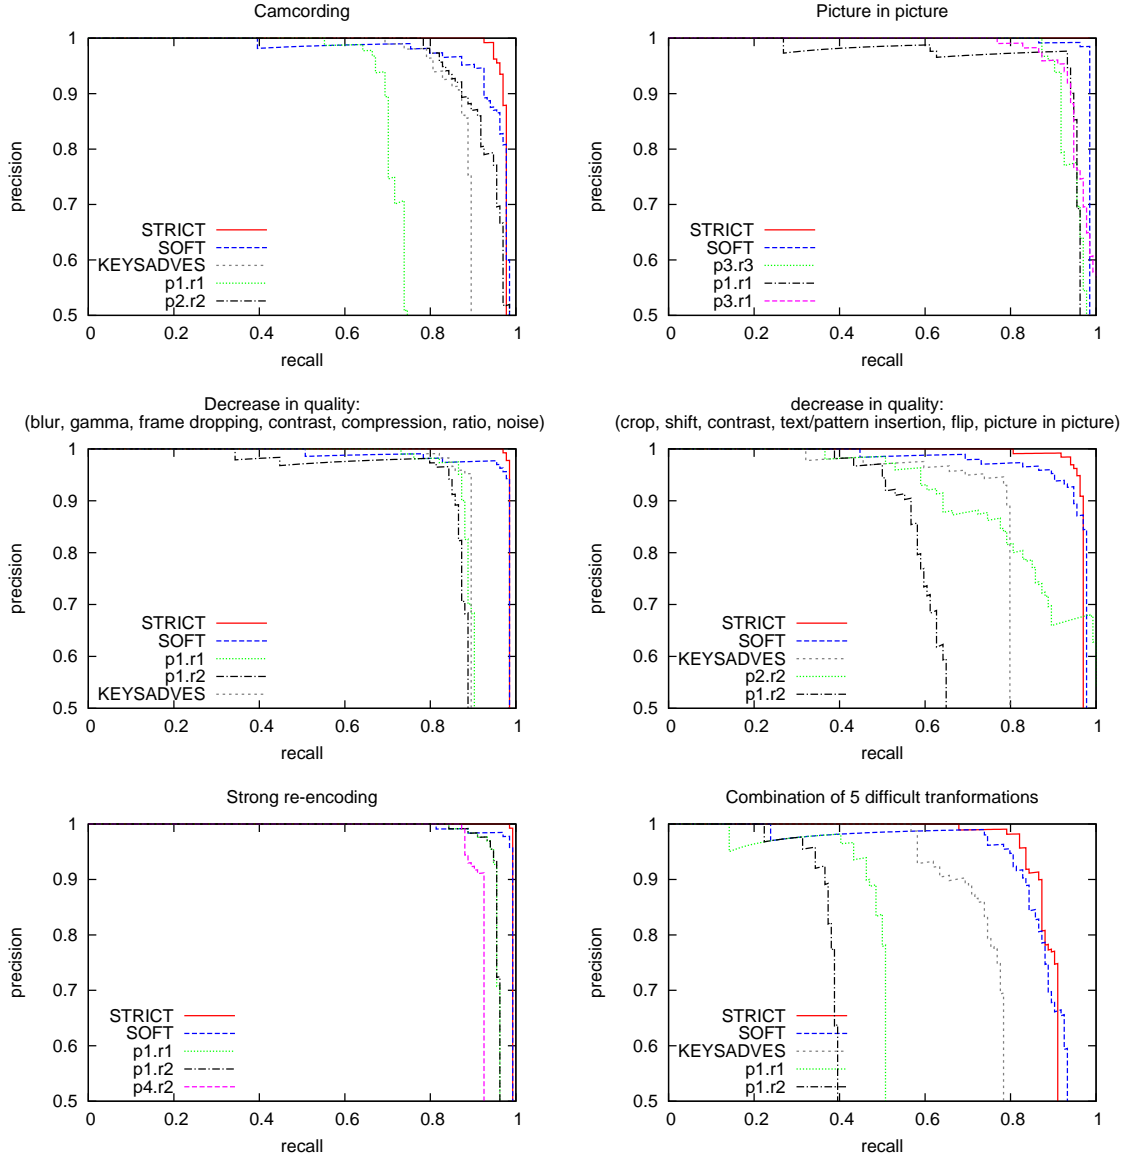 Camcording
1
0.9
0.8
0.7
0.6
0.5
0
0.2
0.4
0.6
0.8
1
precision
recall
STRICT
SOFT
KEYSADVES
p1.r1
p2.r2
Picture in picture
1
0.9
0.8
0.7
0.6
0.5
0
0.2
0.4
0.6
0.8
1
precision
recall
STRICT
SOFT
p3.r3
p1.r1
p3.r1
Decrease in quality:
(blur, gamma, frame dropping, contrast, compression, ratio, noise)
1
0.9
0.8
0.7
0.6
0.5
0
0.2
0.4
0.6
0.8
1
precision
recall
STRICT
SOFT
p1.r1
p1.r2
KEYSADVES
decrease in quality:
(crop, shift, contrast, text/pattern insertion, flip, picture in picture)
1
0.9
0.8
0.7
0.6
0.5
0
0.2
0.4
0.6
0.8
1
precision
recall
STRICT
SOFT
KEYSADVES
p2.r2
p1.r2
Strong re-encoding
1
0.9
0.8
0.7
0.6
0.5
0
0.2
0.4
0.6
0.8
1
precision
recall
STRICT
SOFT
p1.r1
p1.r2
p4.r2
Combination of 5 difficult tranformations
1
0.9
0.8
0.7
0.6
0.5
0
0.2
0.4
0.6
0.8
1
precision
recall
STRICT
SOFT
KEYSADVES
p1.r1
p1.r2